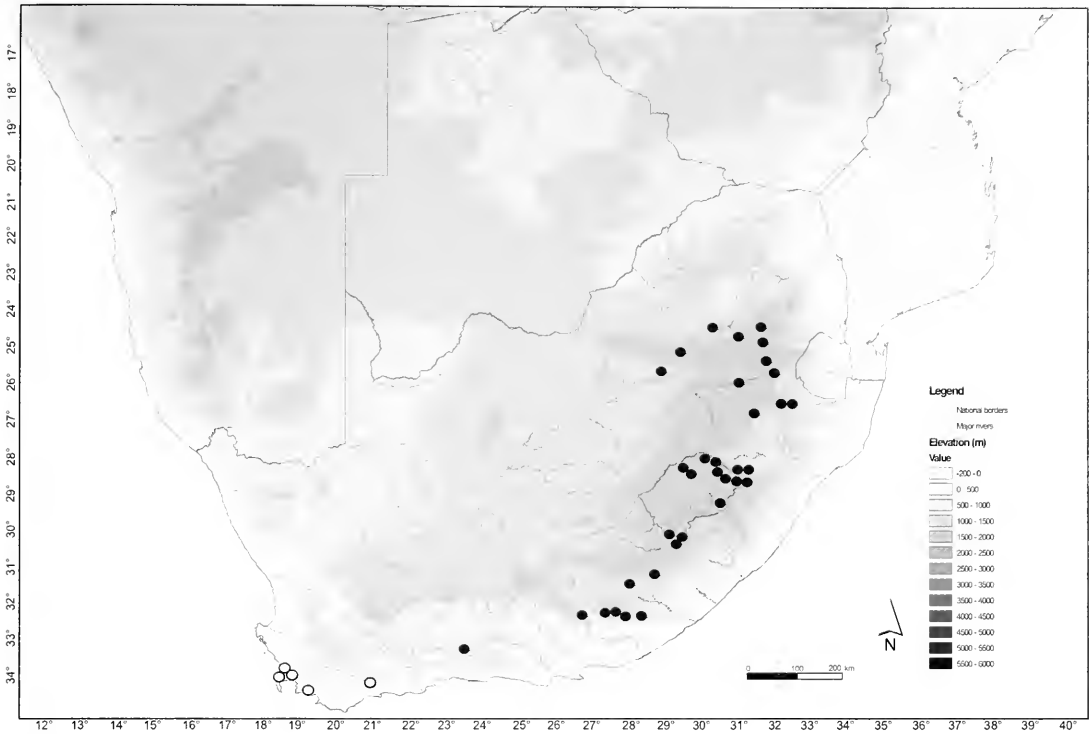 17°
18°
19°
20°
21°
22°
23°
24°
25°
26°
27°
28°
29°
30°
31°
32°
33°
34°
Legend
National borders
Major rivers
Elevation (m)
Value
-200 - 0
0 500
500 - 1000
1000 - 1500
1500 - 2000
2000 - 2500
2500 - 3000
3000 - 3500
3500 - 4000
4000 - 4500
4500 - 5000
5000 - 5500
5500 - 6000
N
0 100 200 km
12° 13° 14° 15° 16° 17° 18° 19° 20° 21° 22° 23° 24° 25° 26° 27° 28° 29° 30° 31° 32° 33° 34° 35° 36° 37° 38° 39° 40°